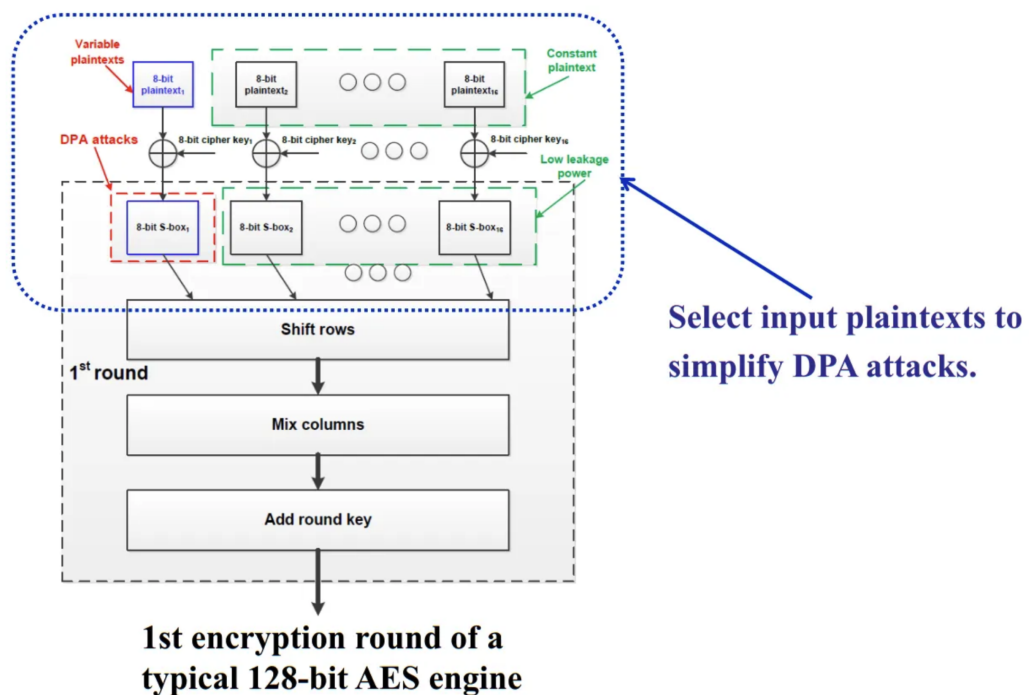 Variable
plaintexts
8-bit
plaintext₁
8-bit
plaintext₂
8-bit
plaintext₁₆
Constant
plaintext
DPA attacks
8-bit cipher key₁
8-bit cipher key₂
8-bit cipher key₁₆
Low leakage
power
8-bit S-box₁
8-bit S-box₂
8-bit S-box₁₆
Select input plaintexts to
simplify DPA attacks.
Shift rows
1st round
Mix columns
Add round key
1st encryption round of a
typical 128-bit AES engine